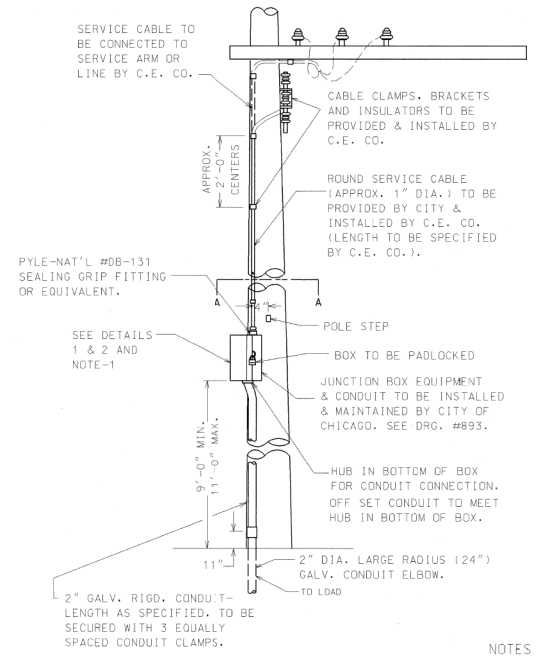 SERVICE CABLE TO
BE CONNECTED TO
SERVICE ARM OR
LINE BY C.E. CO.
CABLE CLAMPS. BRACKETS
AND INSULATORS TO BE
PROVIDED & INSTALLED BY
C.E. CO.
APPROX.
2'-0"
CENTERS
ROUND SERVICE CABLE
(APPROX. 1" DIA.) TO BE
PROVIDED BY CITY &
INSTALLED BY C.E. CO.
(LENGTH TO BE SPECIFIED
BY C.E. CO.).
PYLE-NAT'L #DB-131
SEALING GRIP FITTING
OR EQUIVALENT.
A
A
4"
POLE STEP
SEE DETAILS
1 & 2 AND
NOTE-1
BOX TO BE PADLOCKED
JUNCTION BOX EQUIPMENT
& CONDUIT TO BE INSTALLED
& MAINTAINED BY CITY OF
CHICAGO. SEE DRG. #893.
9'-0" MIN.
11'-0" MAX.
HUB IN BOTTOM OF BOX
FOR CONDUIT CONNECTION.
OFF SET CONDUIT TO MEET
HUB IN BOTTOM OF BOX.
11"
2" DIA. LARGE RADIUS (24")
GALV. CONDUIT ELBOW.
TO LOAD
2" GALV. RIGD. CONDUIT-
LENGTH AS SPECIFIED. TO BE
SECURED WITH 3 EQUALLY
SPACED CONDUIT CLAMPS.
NOTES